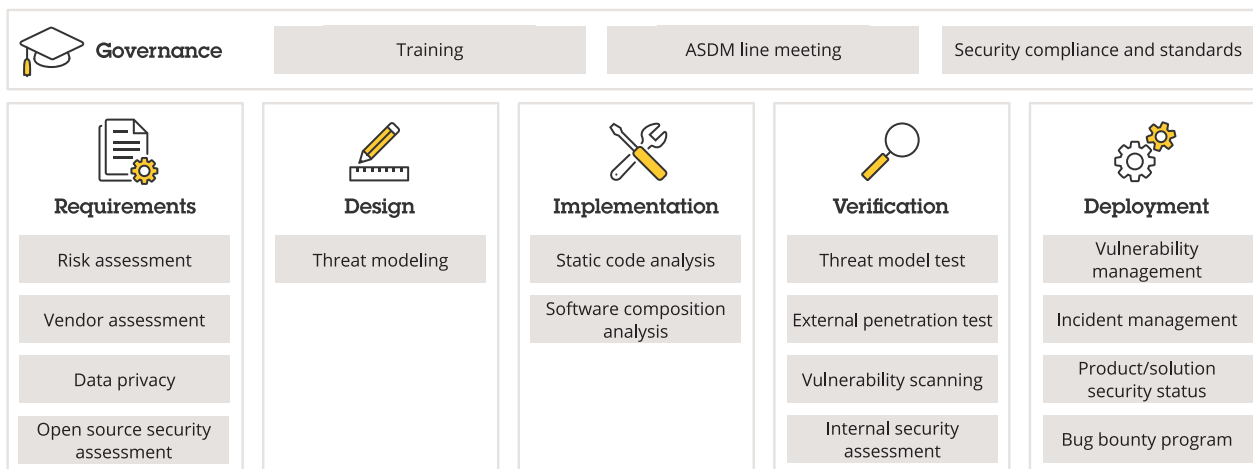 Governance
Training
ASDM line meeting
Security compliance and standards
Requirements
Risk assessment
Vendor assessment
Data privacy
Open source security
assessment
Design
Threat modeling
Implementation
Static code analysis
Software composition
analysis
Verification
Threat model test
External penetration test
Vulnerability scanning
Internal security
assessment
Deployment
Vulnerability
management
Incident management
Product/solution
security status
Bug bounty program